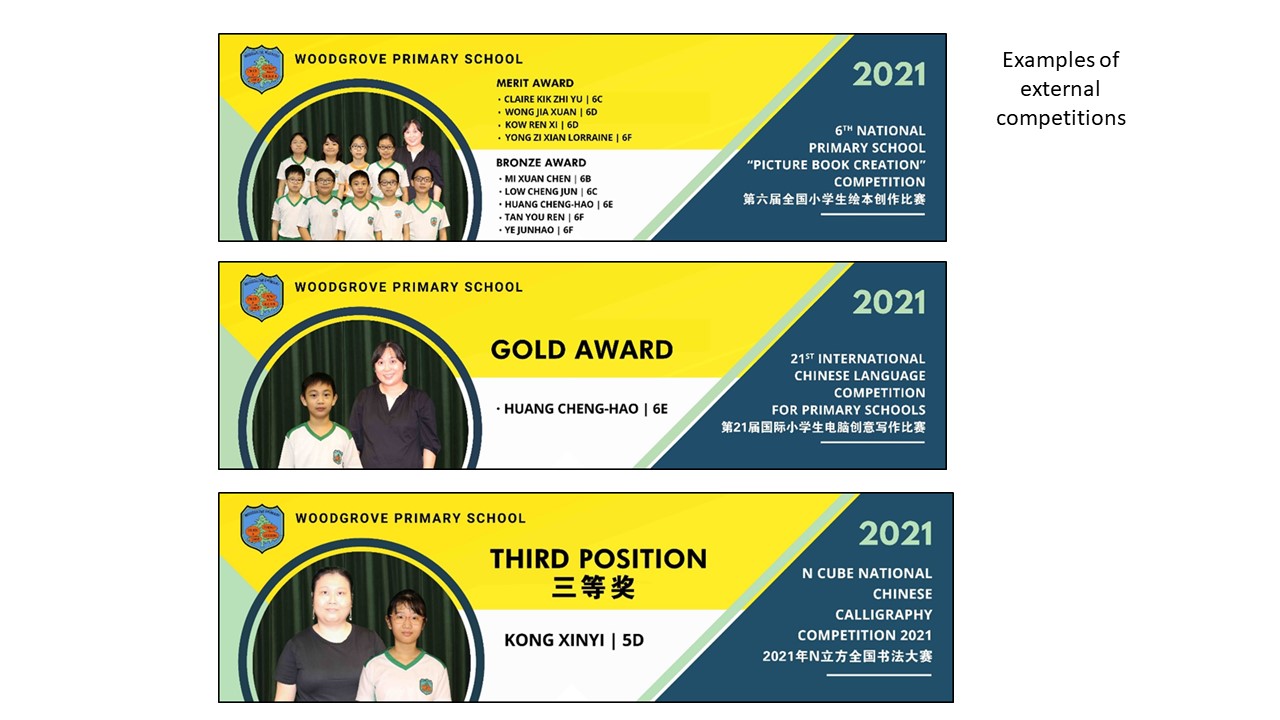 WOODGROVE PRIMARY SCHOOL
MERIT AWARD
· CLAIRE KIK ZHI YU | 6C
· WONG JIA XUAN | 6D
· KOW REN XI | 6D
· YONG ZI XIAN LORRAINE | 6F
BRONZE AWARD
· MI XUAN CHEN | 6B
· LOW CHENG JUN | 6C
· HUANG CHENG-HAO | 6E
· TAN YOU REN | 6F
· YE JUNHAO | 6F
2021
6TH NATIONAL
PRIMARY SCHOOL
“PICTURE BOOK CREATION”
COMPETITION
第六届全国小学生绘本创作比赛
Examples of
external
competitions
WOODGROVE PRIMARY SCHOOL
GOLD AWARD
· HUANG CHENG-HAO | 6E
2021
21ST INTERNATIONAL
CHINESE LANGUAGE
COMPETITION
FOR PRIMARY SCHOOLS
第21届国际小学生电脑创意写作比赛
WOODGROVE PRIMARY SCHOOL
THIRD POSITION
三等奖
KONG XINYI | 5D
2021
N CUBE NATIONAL
CHINESE
CALLIGRAPHY
COMPETITION 2021
2021年N立方全国书法大赛